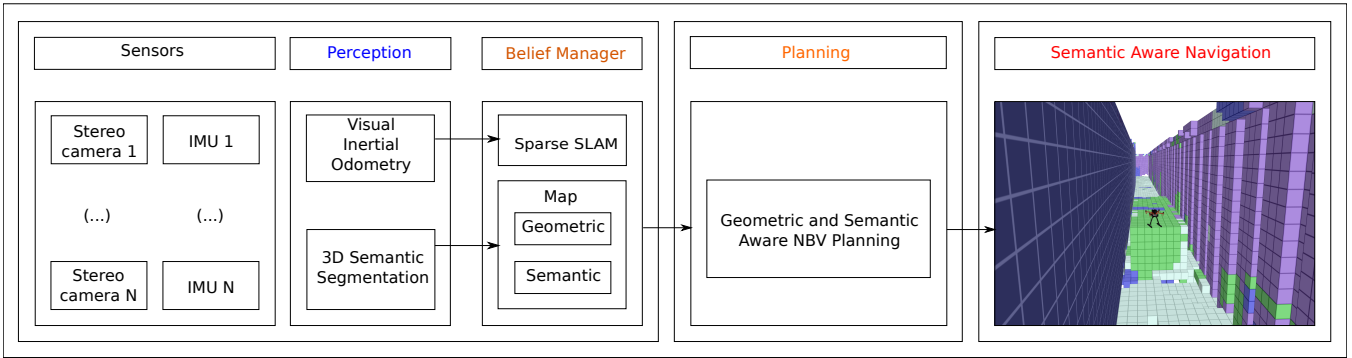 Sensors
Perception
Belief Manager
Planning
Semantic Aware Navigation
Stereo
camera 1
IMU 1
(...)
(...)
Stereo
camera N
IMU N
Visual
Inertial
Odometry
3D Semantic
Segmentation
Sparse SLAM
Map
Geometric
Semantic
Geometric and Semantic
Aware NBV Planning